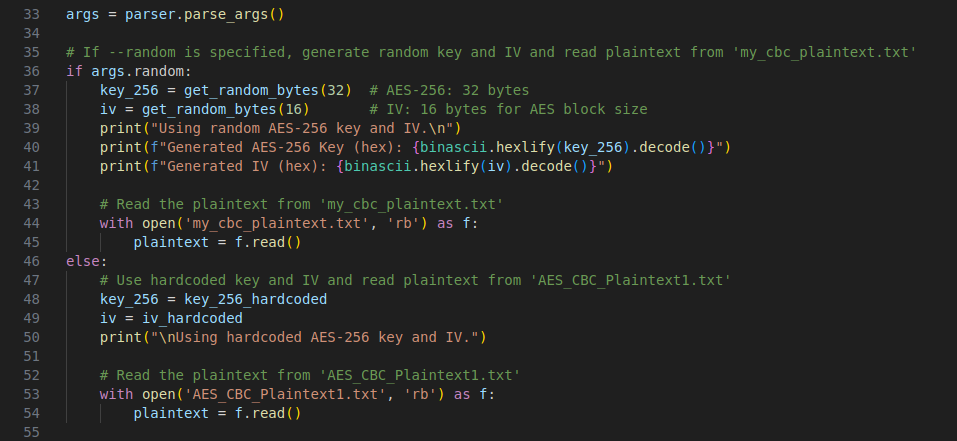 33 args = parser.parse_args()
34
35 # If --random is specified, generate random key and IV and read plaintext from 'my_cbc_plaintext.txt'
36 if args.random:
37     key_256 = get_random_bytes(32)  # AES-256: 32 bytes
38     iv = get_random_bytes(16)       # IV: 16 bytes for AES block size
39     print("Using random AES-256 key and IV.\n")
40     print(f"Generated AES-256 Key (hex): {binascii.hexlify(key_256).decode()}")
41     print(f"Generated IV (hex): {binascii.hexlify(iv).decode()}")
42
43     # Read the plaintext from 'my_cbc_plaintext.txt'
44     with open('my_cbc_plaintext.txt', 'rb') as f:
45         plaintext = f.read()
46 else:
47     # Use hardcoded key and IV and read plaintext from 'AES_CBC_Plaintext1.txt'
48     key_256 = key_256_hardcoded
49     iv = iv_hardcoded
50     print("\nUsing hardcoded AES-256 key and IV.")
51
52     # Read the plaintext from 'AES_CBC_Plaintext1.txt'
53     with open('AES_CBC_Plaintext1.txt', 'rb') as f:
54         plaintext = f.read()
55